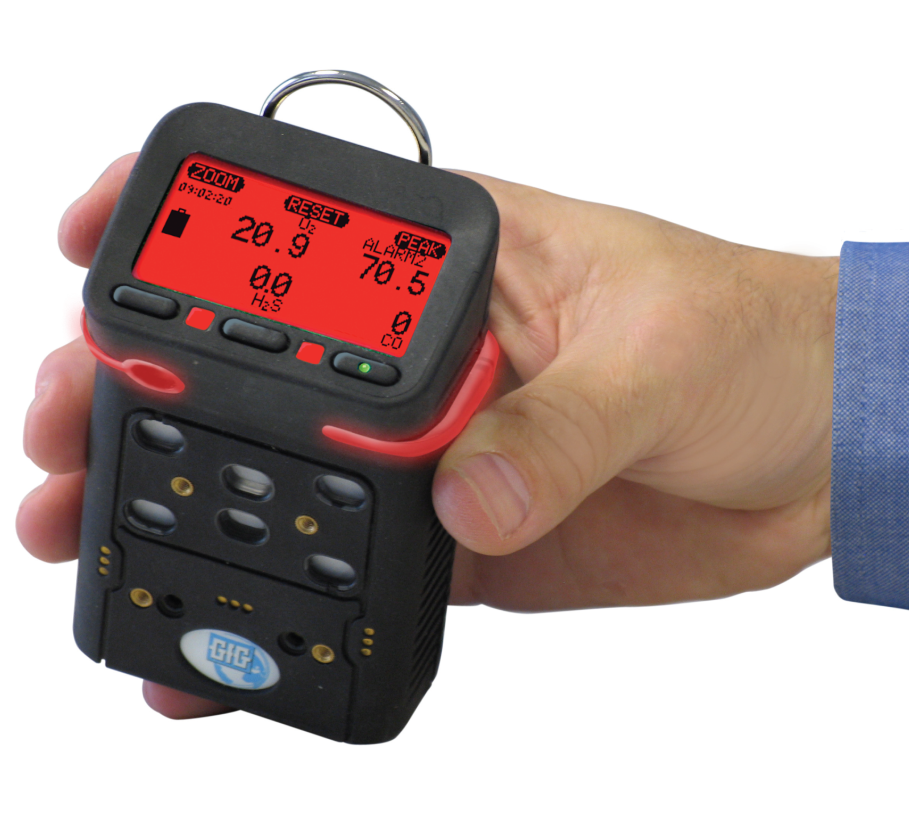 ZOOM
09:02:20
RESET
O₂
20.9
PEAK
ALARM2
70.5
0.0
H₂S
0
CO
GfG